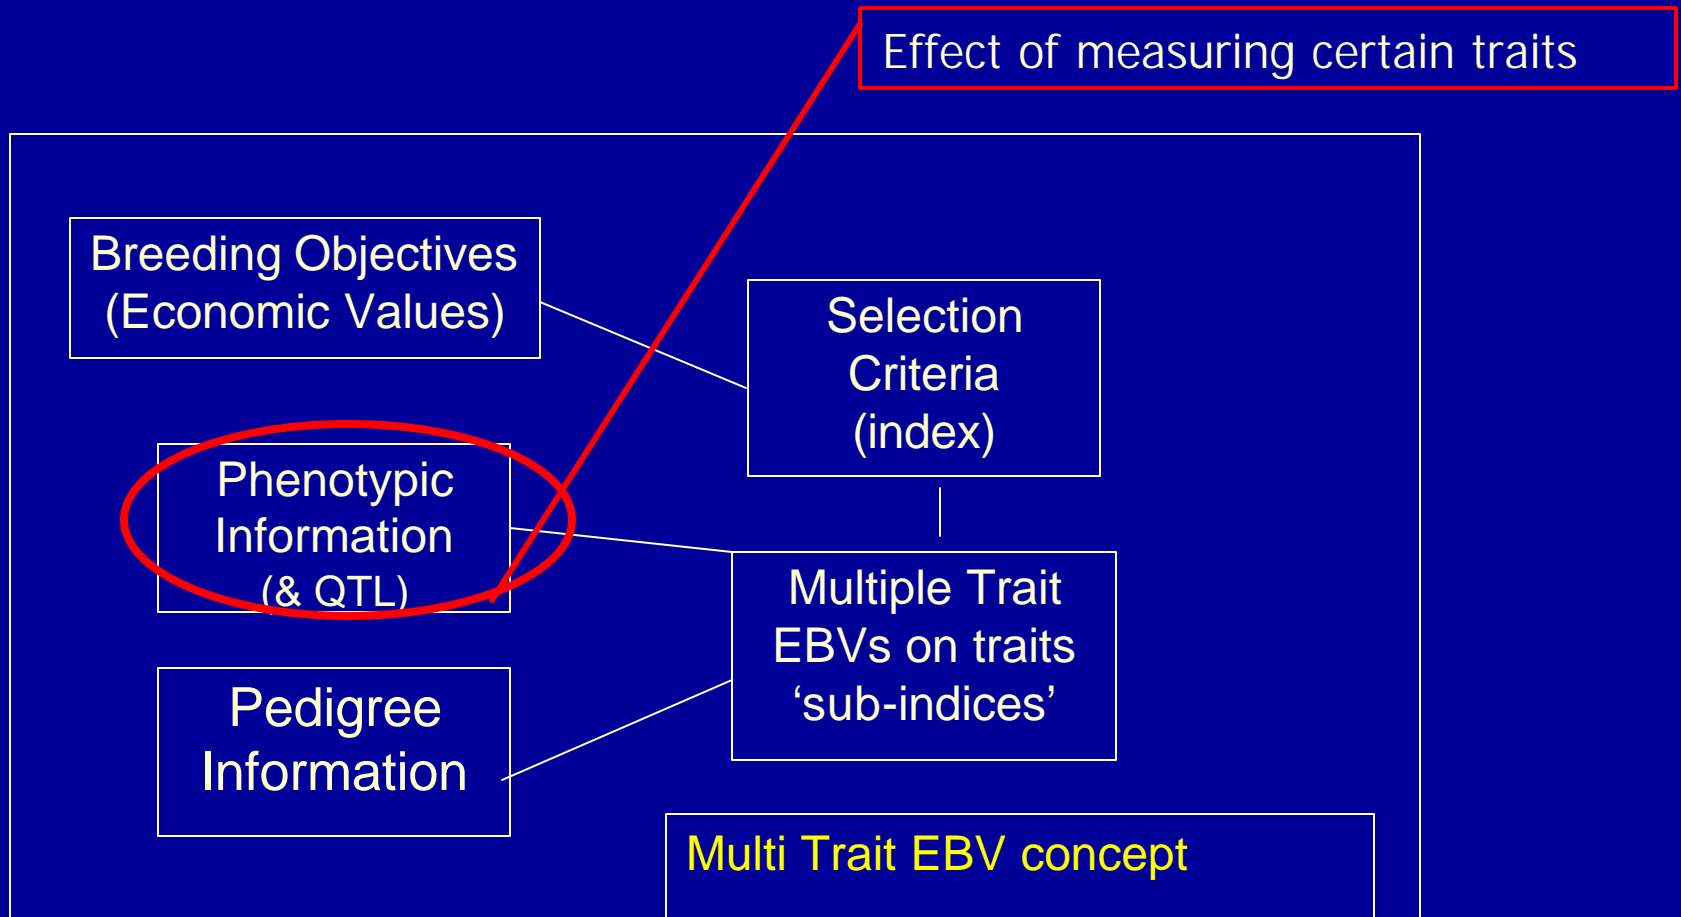 Effect of measuring certain traits
Breeding Objectives
(Economic Values)
Selection
Criteria
(index)
Phenotypic
Information
(& QTL)
Multiple Trait
EBVs on traits
‘sub-indices’
Pedigree
Information
Multi Trait EBV concept